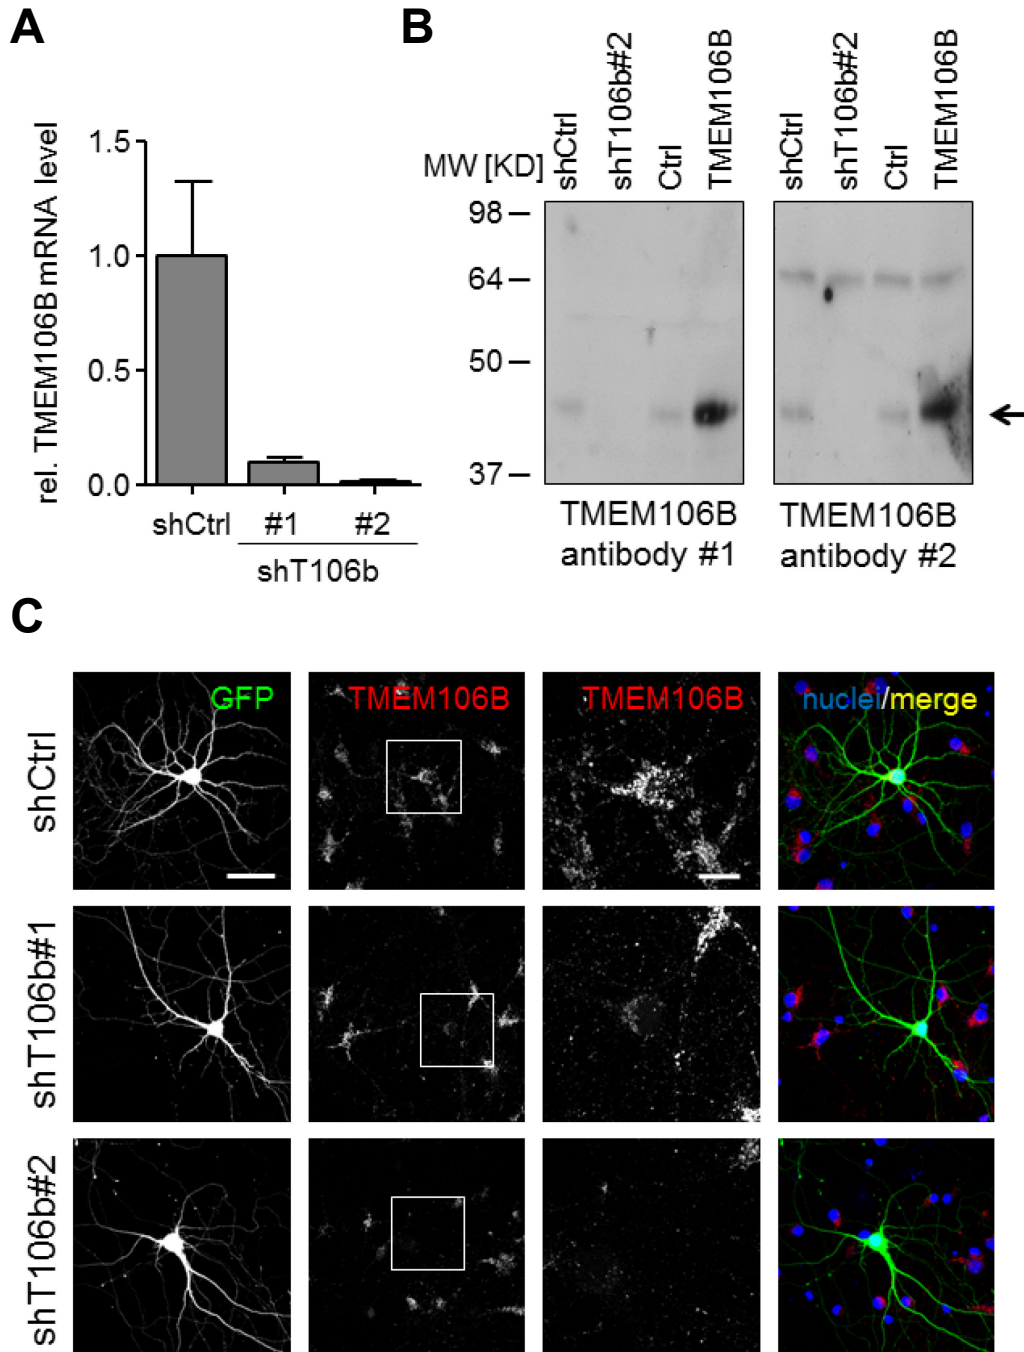 A
rel. TMEM106B mRNA level
1.5
1.0
0.5
0.0
shCtrl
#1
#2
shT106b
B
MW [KD]
shCtrl
shT106b#2
Ctrl
TMEM106B
shCtrl
shT106b#2
Ctrl
TMEM106B
98
64
50
37
TMEM106B
antibody #1
TMEM106B
antibody #2
C
GFP
TMEM106B
TMEM106B
nuclei/merge
shCtrl
shT106b#1
shT106b#2